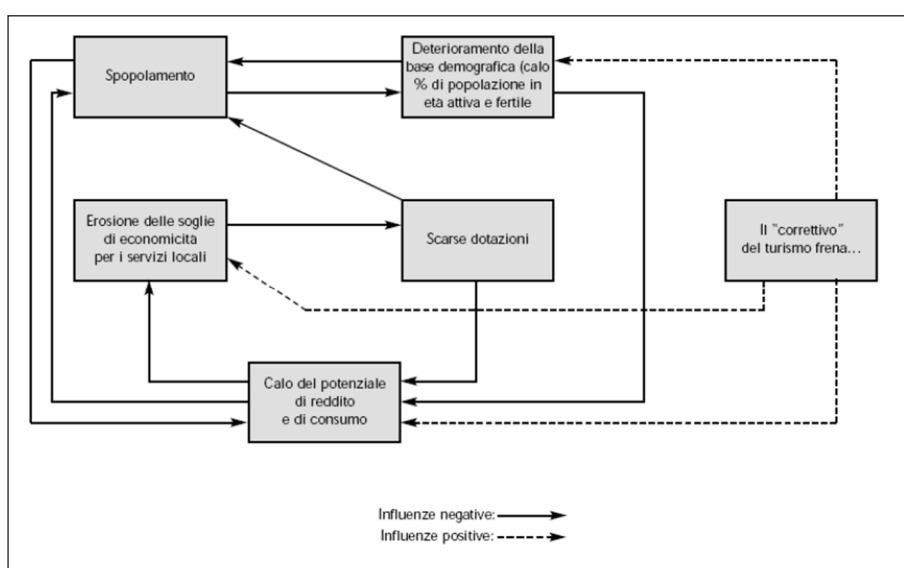 Spopolamento
Deterioramento della
base demografica (calo
% di popolazione in
età attiva e fertile
Erosione delle soglie
di economicità
per i servizi locali
Scarse dotazioni
Il "correttivo"
del turismo frena...
Calo del potenziale
di reddito
e di consumo
Influenze negative:
Influenze positive: